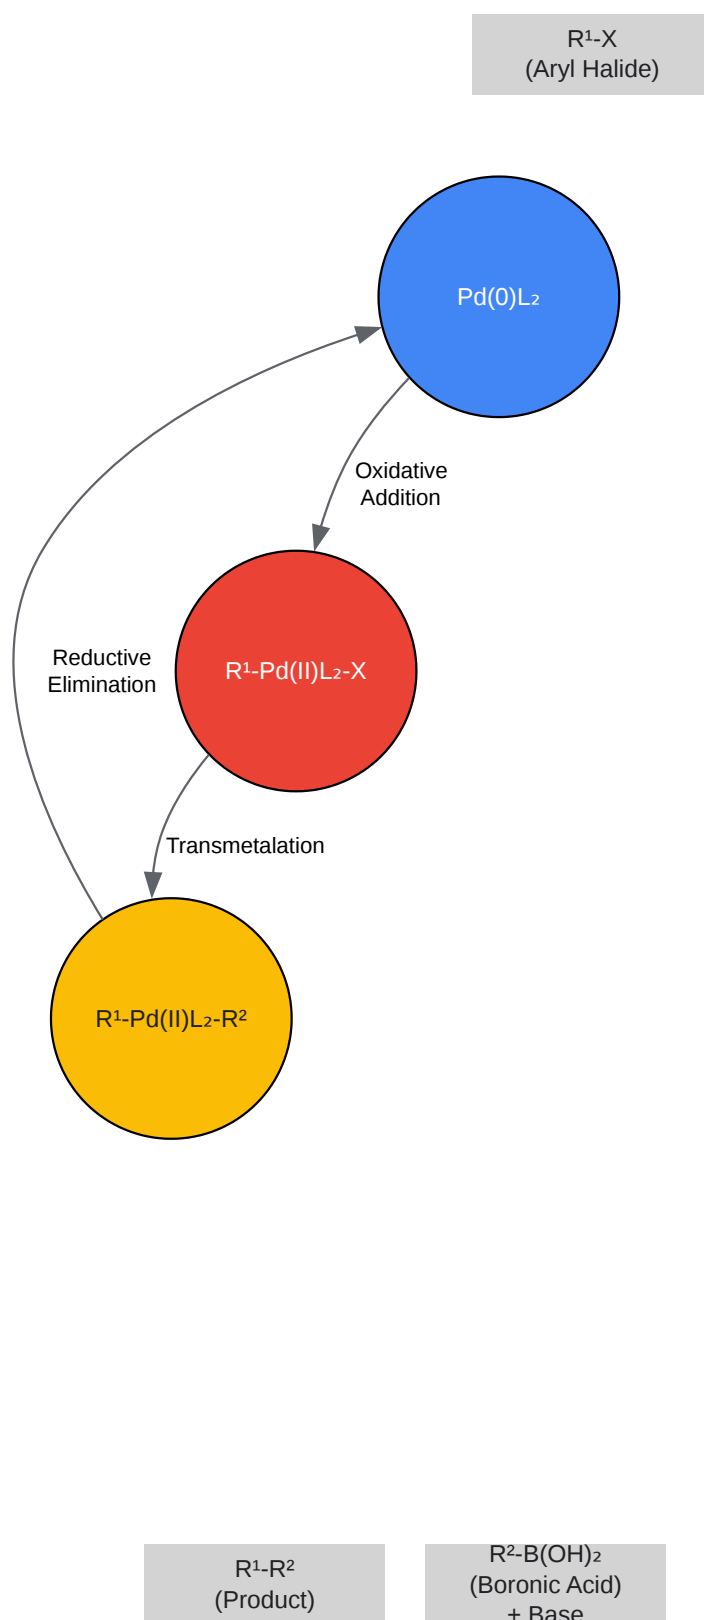 R¹-X
(Aryl Halide)
Pd(0)L₂
Oxidative
Addition
Reductive
Elimination
R¹-Pd(II)L₂-X
Transmetalation
R¹-Pd(II)L₂-R²
R¹-R²
(Product)
R²-B(OH)₂
(Boronic Acid)
+ Base